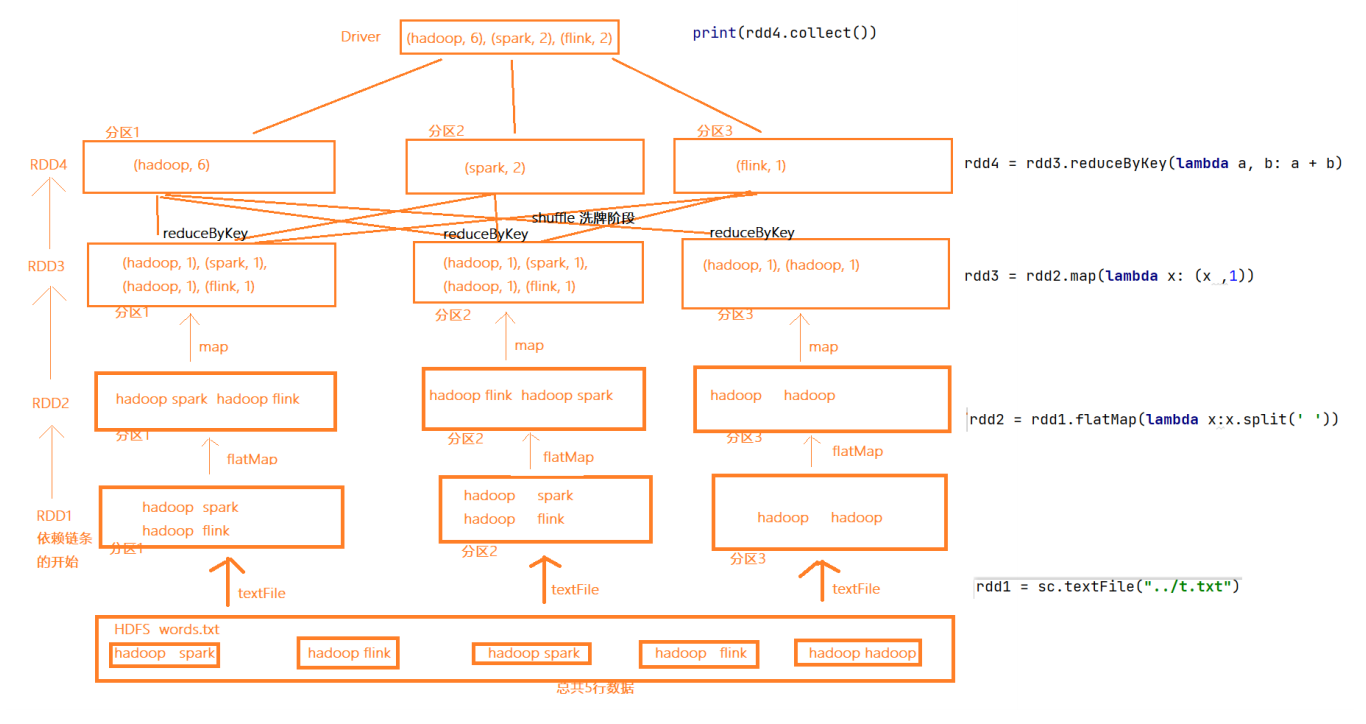 Driver
(hadoop, 6), (spark, 2), (flink, 2)
print(rdd4.collect())
分区1
分区2
分区3
RDD4
(hadoop, 6)
(spark, 2)
(flink, 1)
rdd4 = rdd3.reduceByKey(lambda a, b: a + b)
shuffle 洗牌阶段
reduceByKey
reduceByKey
reduceByKey
RDD3
(hadoop, 1), (spark, 1),
(hadoop, 1), (flink, 1)
(hadoop, 1), (spark, 1),
(hadoop, 1), (flink, 1)
(hadoop, 1), (hadoop, 1)
rdd3 = rdd2.map(lambda x: (x ,1))
分区1
分区2
分区3
map
map
map
RDD2
hadoop spark hadoop flink
hadoop flink hadoop spark
hadoop hadoop
rdd2 = rdd1.flatMap(lambda x:x.split(' '))
分区1
分区2
分区3
flatMap
flatMap
flatMap
RDD1
依赖链条
的开始
hadoop spark
hadoop flink
hadoop spark
hadoop flink
hadoop hadoop
分区1
分区2
分区3
textFile
textFile
textFile
rdd1 = sc.textFile("../t.txt")
HDFS words.txt
hadoop spark
hadoop flink
hadoop spark
hadoop flink
hadoop hadoop
总共5行数据